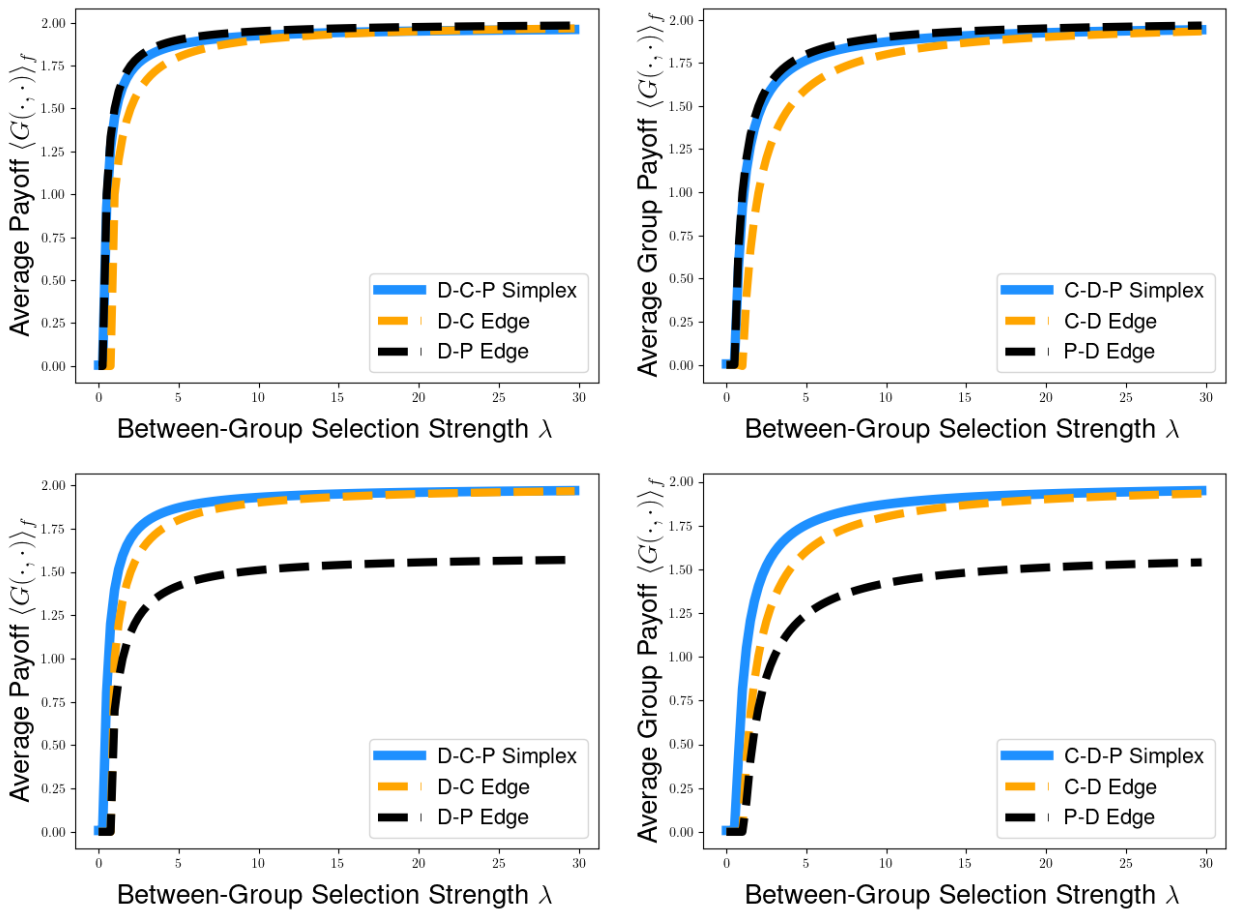 Average Payoff ⟨G(·, ·)⟩f
2.00
1.75
1.50
1.25
1.00
0.75
0.50
0.25
0.00
D-C-P Simplex
D-C Edge
D-P Edge
0 5 10 15 20 25 30
Between-Group Selection Strength λ
Average Group Payoff ⟨G(·, ·)⟩f
2.00
1.75
1.50
1.25
1.00
0.75
0.50
0.25
0.00
C-D-P Simplex
C-D Edge
P-D Edge
0 5 10 15 20 25 30
Between-Group Selection Strength λ
Average Payoff ⟨G(·, ·)⟩f
2.00
1.75
1.50
1.25
1.00
0.75
0.50
0.25
0.00
D-C-P Simplex
D-C Edge
D-P Edge
0 5 10 15 20 25 30
Between-Group Selection Strength λ
Average Group Payoff ⟨G(·, ·)⟩f
2.00
1.75
1.50
1.25
1.00
0.75
0.50
0.25
0.00
C-D-P Simplex
C-D Edge
P-D Edge
0 5 10 15 20 25 30
Between-Group Selection Strength λ